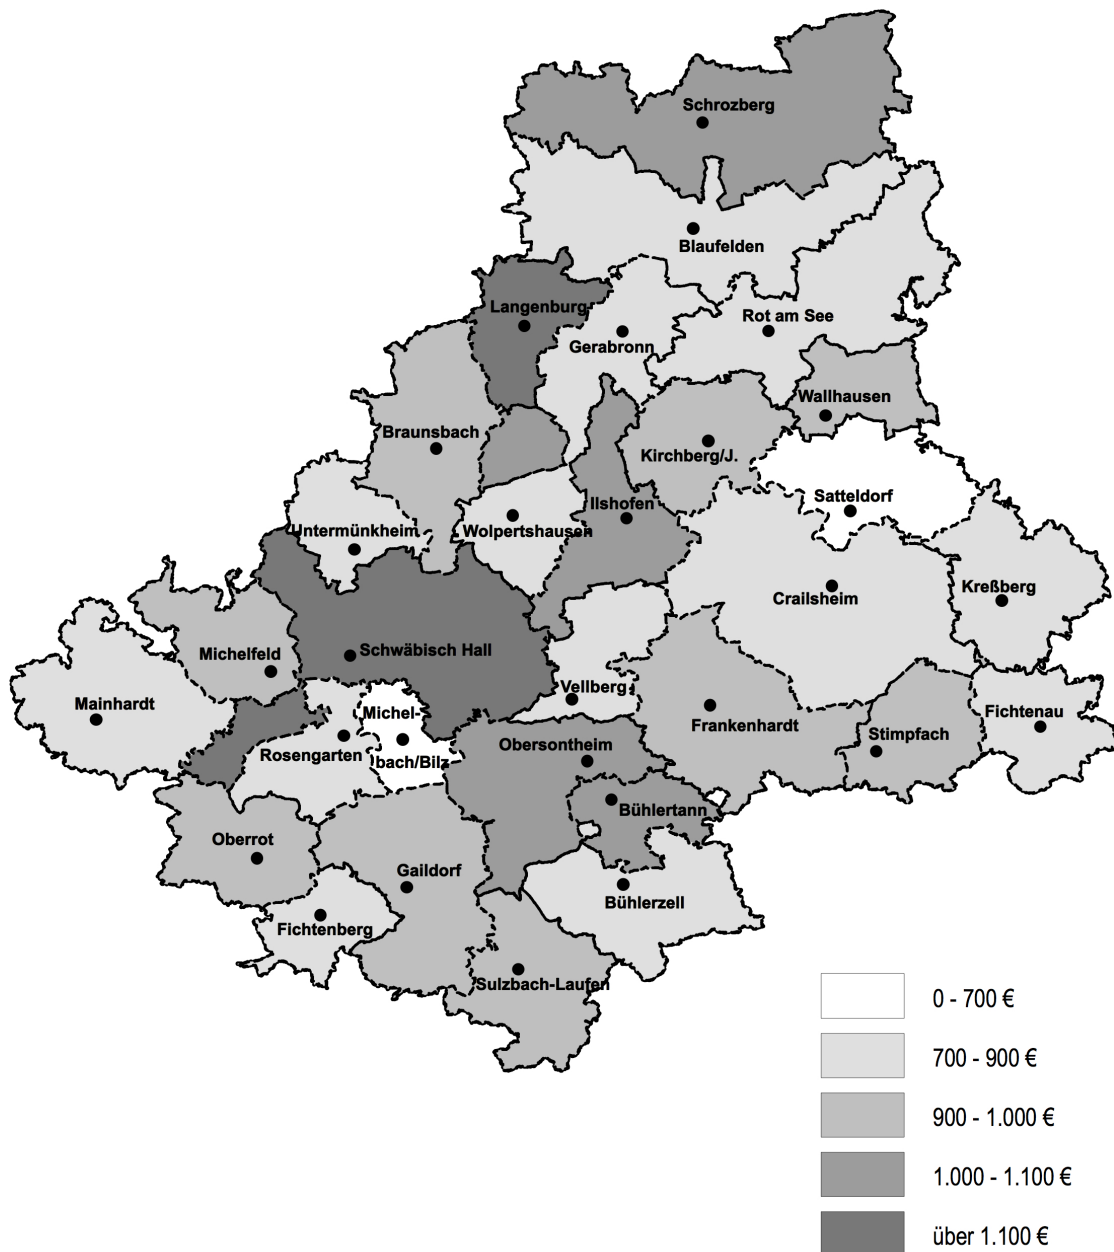 Schrozberg
Blaufelden
Langenburg
Rot am See
Gerabronn
Wallhausen
Braunsbach
Kirchberg/J.
Satteldorf
Ilshofen
Untermünkheim
Wolpertshausen
Kreßberg
Crailsheim
Michelfeld
Schwäbisch Hall
Vellberg
Mainhardt
Michel-
bach/Bilz
Fichtenau
Frankenhardt
Stimpfach
Obersontheim
Rosengarten
Bühlertann
Oberrot
Gaildorf
Bühlerzell
Fichtenberg
Sulzbach-Laufen
0 - 700 €
700 - 900 €
900 - 1.000 €
1.000 - 1.100 €
über 1.100 €